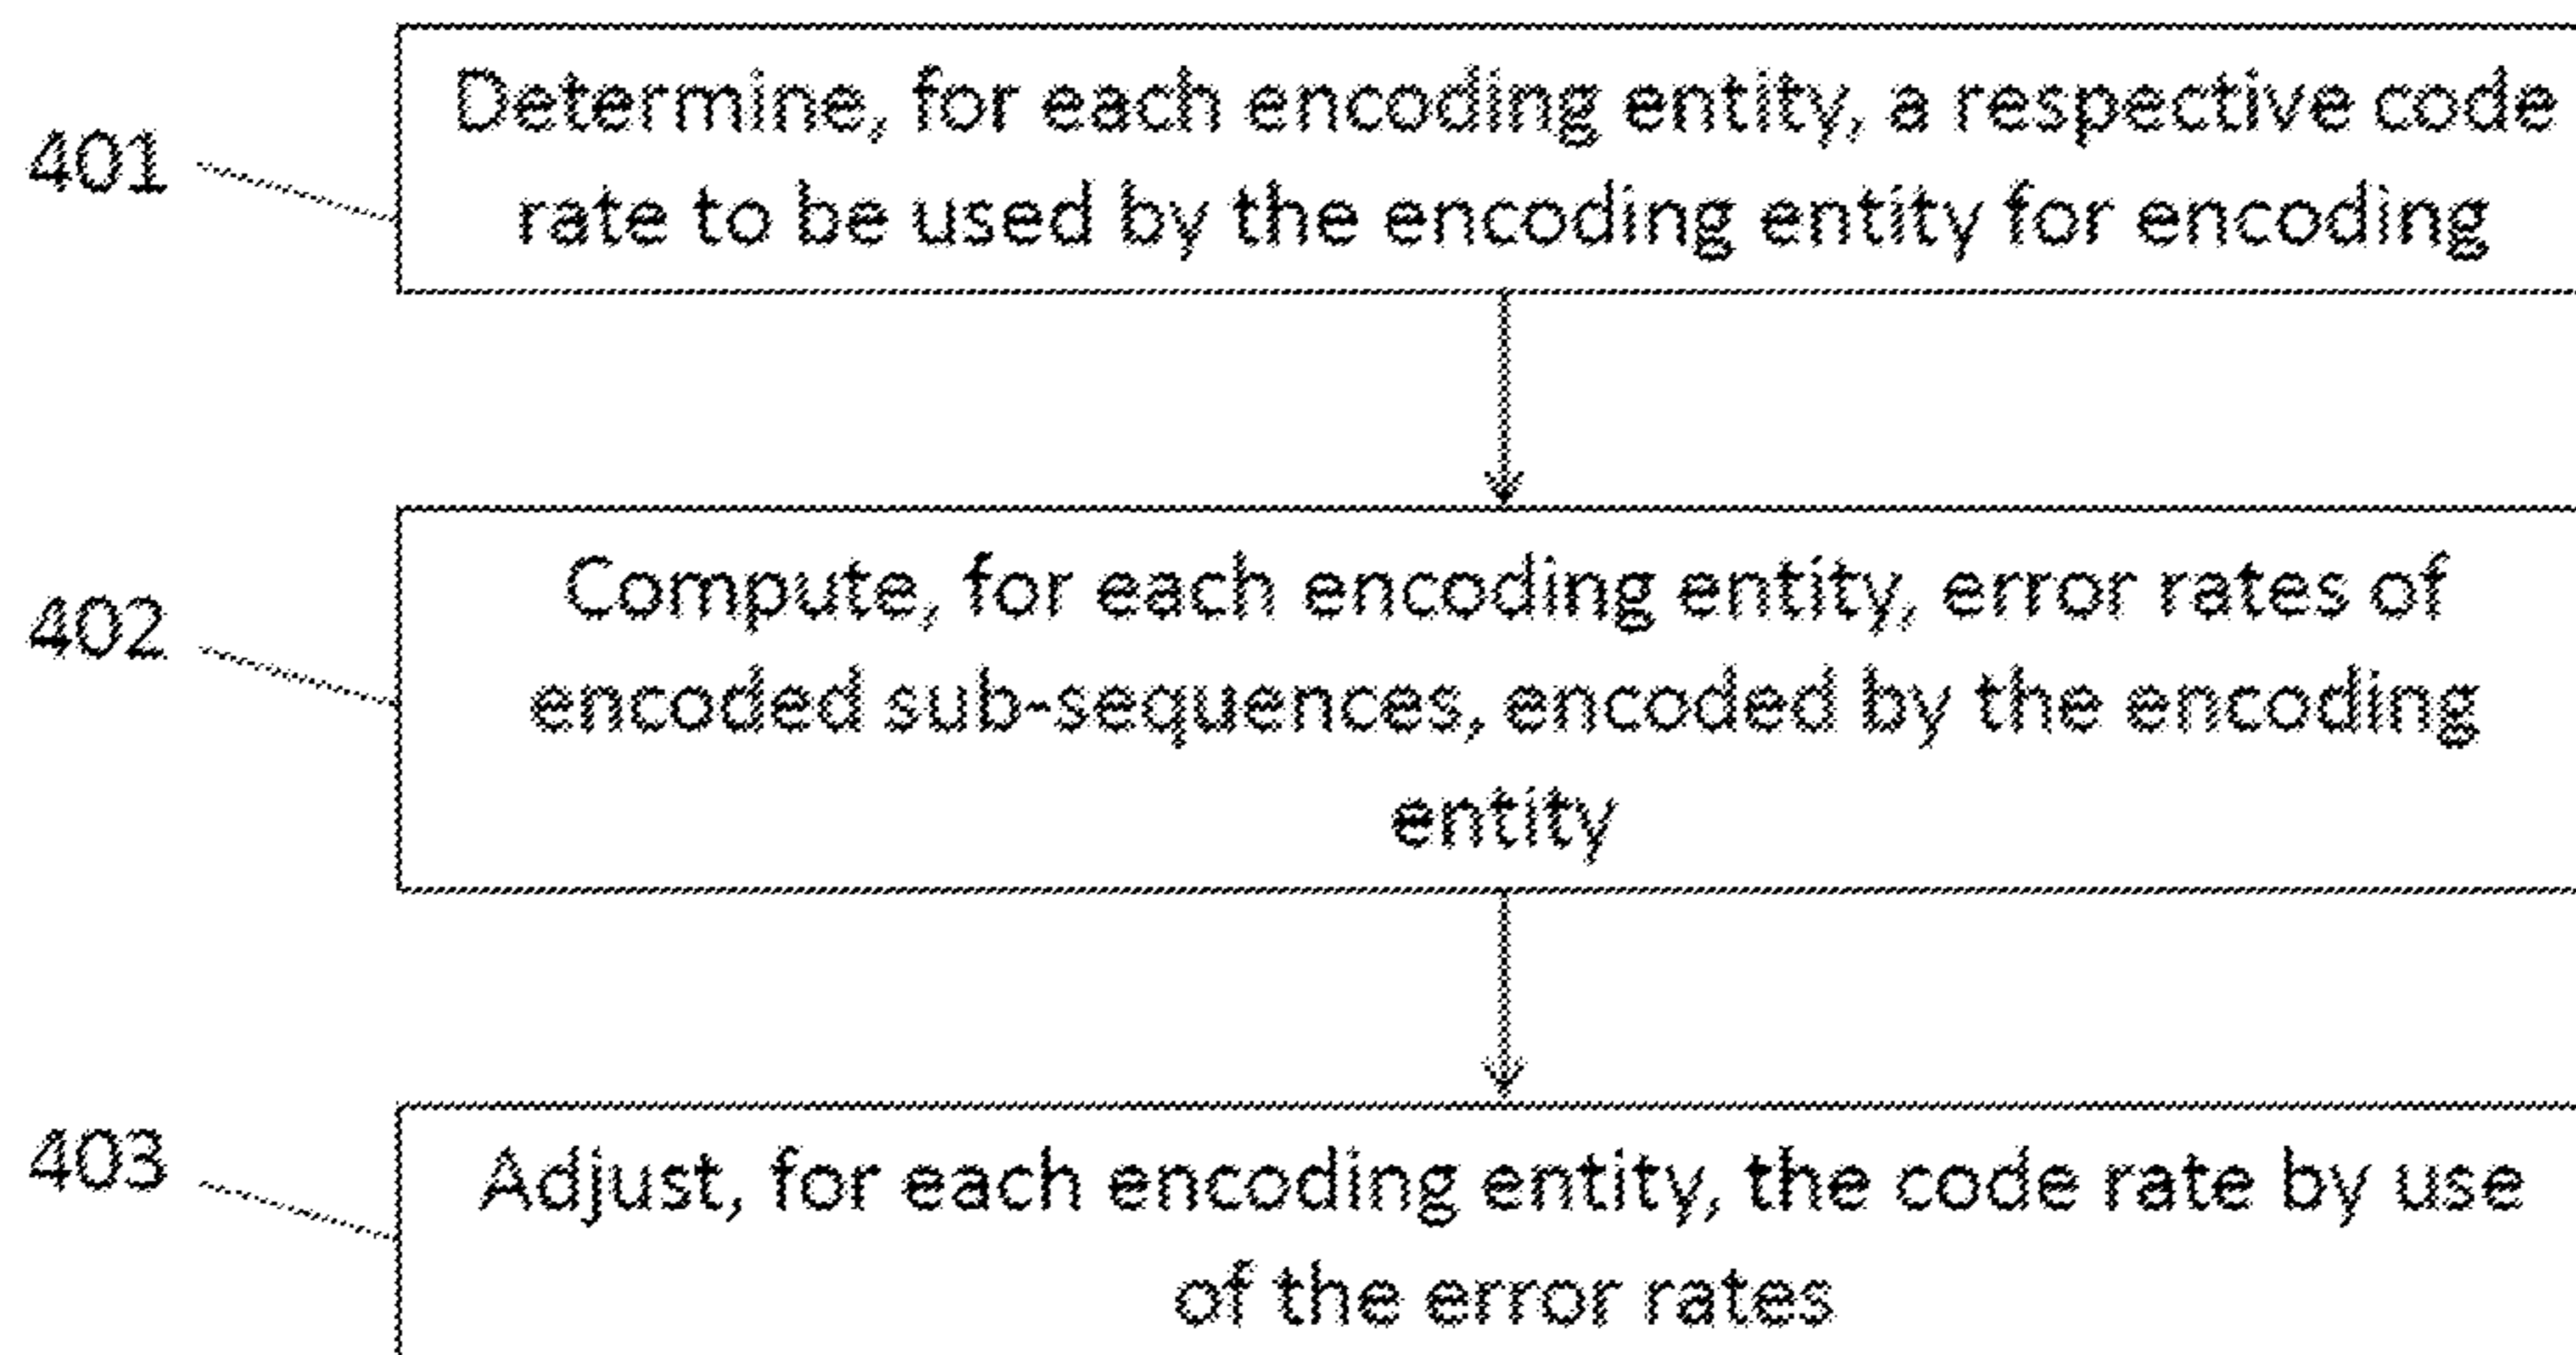 401
Determine, for each encoding entity, a respective code
rate to be used by the encoding entity for encoding
402
Compute, for each encoding entity, error rates of
encoded sub-sequences, encoded by the encoding
entity
403
Adjust, for each encoding entity, the code rate by use
of the error rates